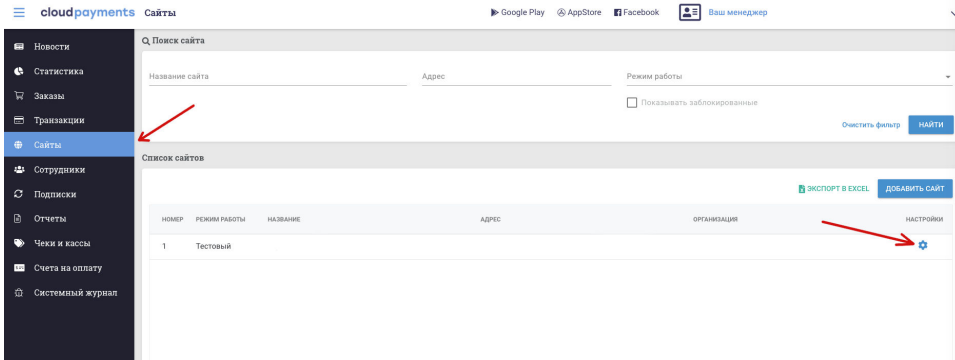 cloudpayments Сайты Google Play AppStore Facebook Ваш менеджер
Новости
Статистика
Заказы
Транзакции
Сайты
Сотрудники
Подписки
Отчеты
Чеки и кассы
Счета на оплату
Системный журнал
Поиск сайта
Название сайта Адрес Режим работы
Показывать заблокированные
Очистить фильтр НАЙТИ
Список сайтов
ЭКСПОРТ В EXCEL ДОБАВИТЬ САЙТ
НОМЕР РЕЖИМ РАБОТЫ НАЗВАНИЕ АДРЕС ОРГАНИЗАЦИЯ НАСТРОЙКИ
1 Тестовый